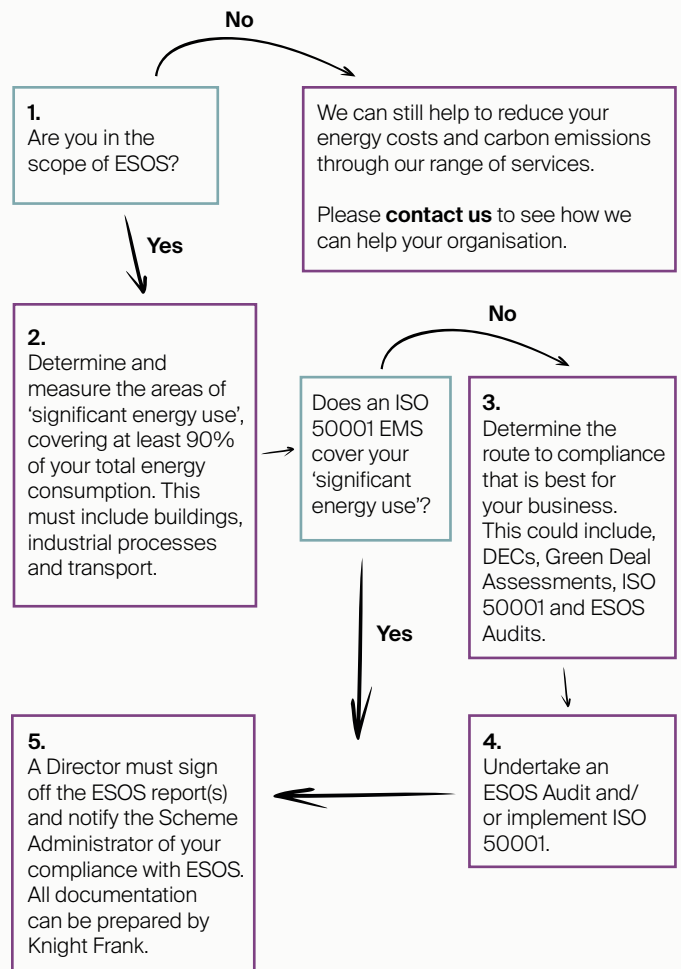 No
1.
Are you in the
scope of ESOS?
We can still help to reduce your
energy costs and carbon emissions
through our range of services.
Please contact us to see how we
can help your organisation.
Yes
2.
Determine and
measure the areas of
‘significant energy use’,
covering at least 90%
of your total energy
consumption. This
must include buildings,
industrial processes
and transport.
Does an ISO
50001 EMS
cover your
‘significant
energy use’?
No
3.
Determine the
route to compliance
that is best for
your business.
This could include,
DECs, Green Deal
Assessments, ISO
50001 and ESOS
Audits.
Yes
4.
Undertake an
ESOS Audit and/
or implement ISO
50001.
5.
A Director must sign
off the ESOS report(s)
and notify the Scheme
Administrator of your
compliance with ESOS.
All documentation
can be prepared by
Knight Frank.